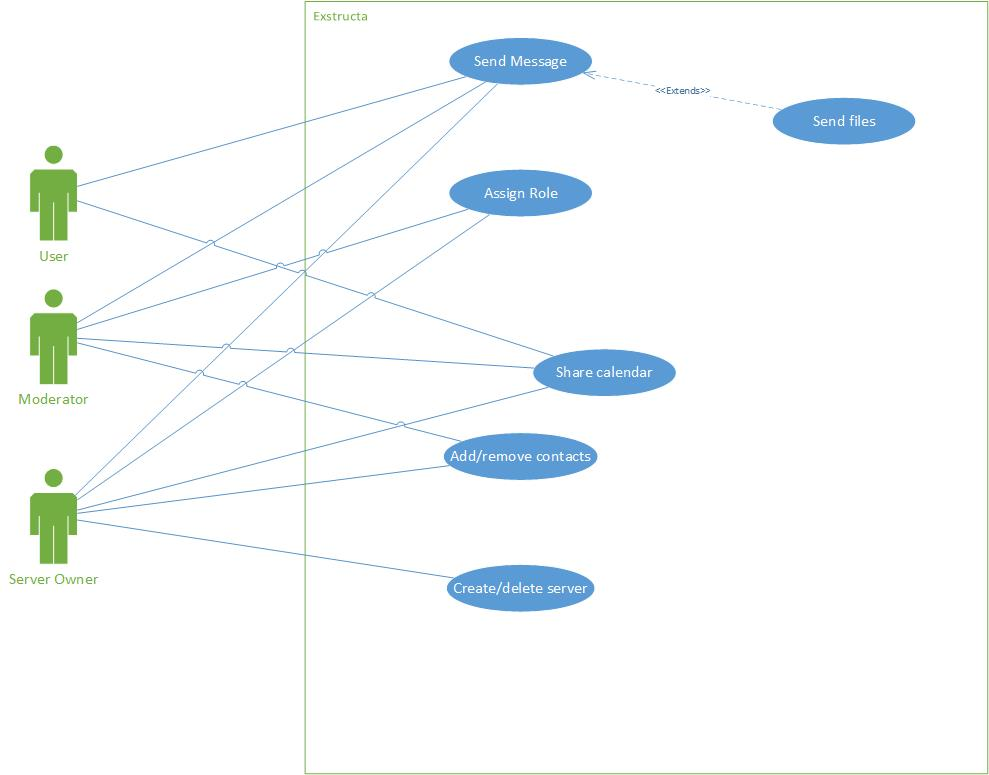 Exstructa
Send Message
<<Extends>>
Send files
Assign Role
User
Share calendar
Moderator
Add/remove contacts
Server Owner
Create/delete server